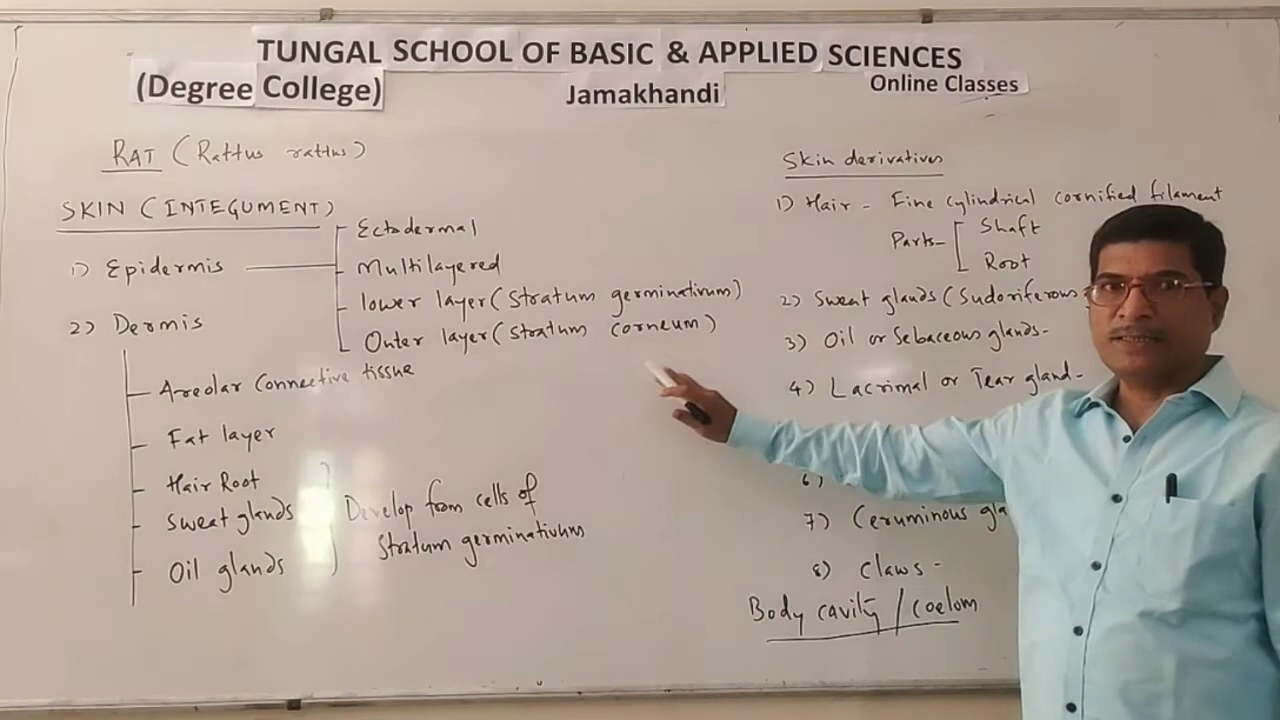 TUNGAL SCHOOL OF BASIC & APPLIED SCIENCES
(Degree College) Jamakhandi Online Classes
RAT (Rattus rattus)
SKIN (INTEGUMENT)
1) Epidermis
Ectodermal
Multilayered
lower layer (Stratum germinativum)
Outer layer (Stratum corneum)
2) Dermis
Areolar Connective tissue
Fat layer
Hair Root
Sweat glands
Oil glands
Develop from cells of
Stratum germinativum
Skin derivatives
1) Hair - Fine cylindrical cornified filament
Parts- Shaft
Root
2) Sweat glands (Sudoriferous
3) Oil or Sebaceous glands-
4) Lacrimal or Tear gland-
6)
7) Ceruminous gla
8) Claws -
Body cavity / Coelom